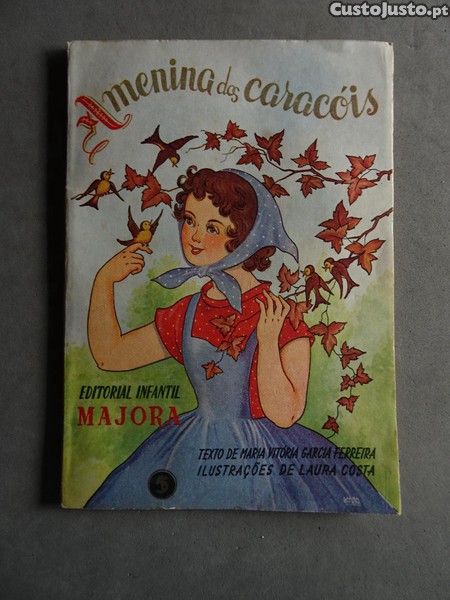 CustoJusto.pt
A menina dos caracóis
EDITORIAL INFANTIL
MAJORA
TEXTO DE MARIA VITÓRIA GARCIA FERREIRA
ILUSTRAÇÕES DE LAURA COSTA